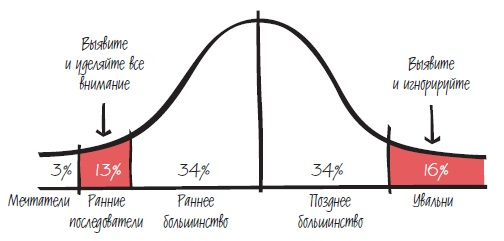 Выявите
и уделяйте все
внимание
Выявите
и игнорируйте
3%
13%
34%
34%
16%
Мечтатели
Ранние
последователи
Раннее
большинство
Позднее
большинство
Увальни